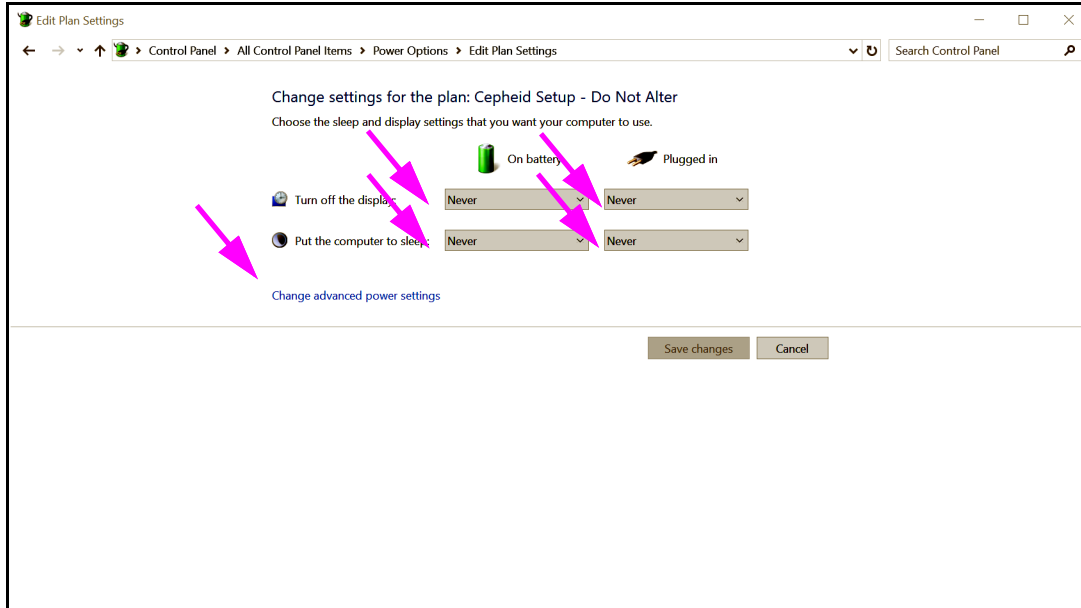 Edit Plan Settings
Control Panel > All Control Panel Items > Power Options > Edit Plan Settings
Search Control Panel
Change settings for the plan: Cepheid Setup - Do Not Alter
Choose the sleep and display settings that you want your computer to use.
On battery Plugged in
Turn off the display: Never Never
Put the computer to sleep: Never Never
Change advanced power settings
Save changes Cancel